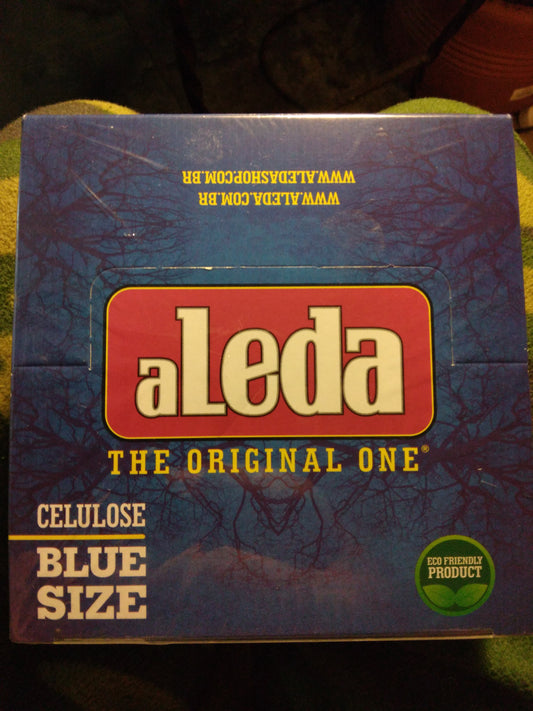 WWW.ALEDASHOP.COM.BR
WWW.ALEDA.COM.BR
aLeda
THE ORIGINAL ONE®
CELULOSE
BLUE
SIZE
ECO FRIENDLY
PRODUCT